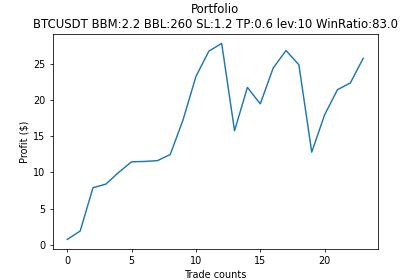 Portfolio
BTCUSDT BBM:2.2 BBL:260 SL:1.2 TP:0.6 lev:10 WinRatio:83.0
Profit ($)
25
20
15
10
5
0
0 5 10 15 20
Trade counts